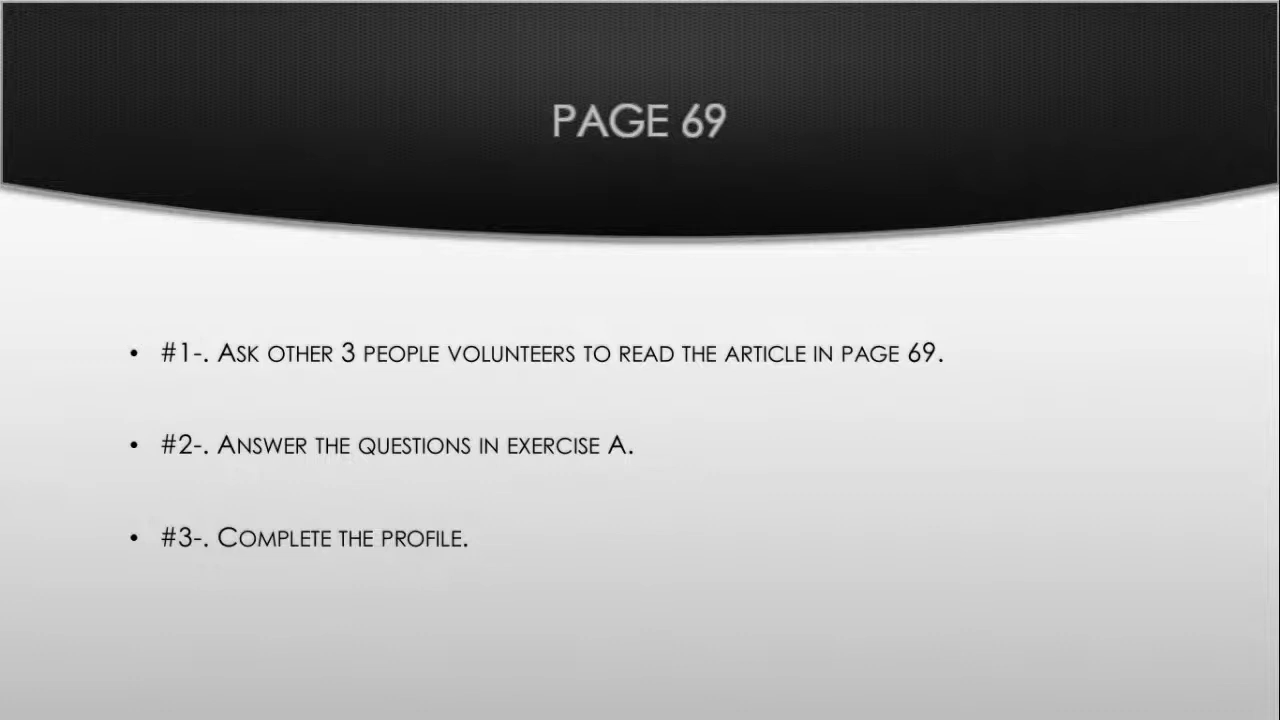 PAGE 69
• #1-. Ask other 3 people volunteers to read the article in page 69.
• #2-. Answer the questions in exercise A.
• #3-. Complete the profile.